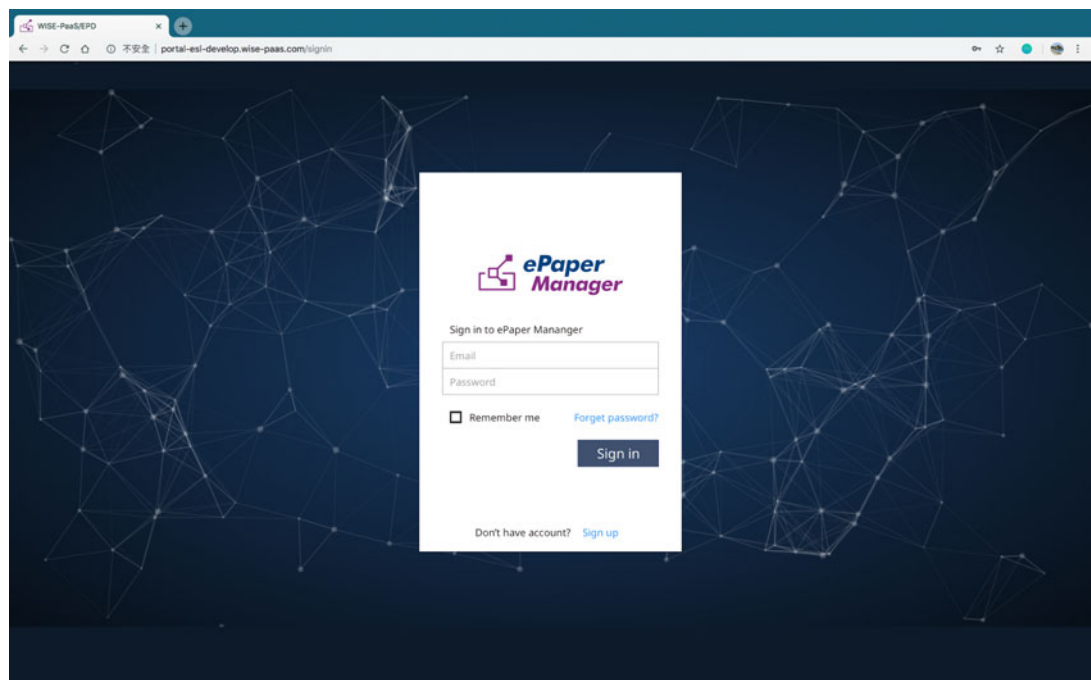 WISE-PaaS/EPD
不安全 | portal-esl-develop.wise-paas.com/signin
ePaper
Manager
Sign in to ePaper Mananger
Email
Password
Remember me Forget password?
Sign in
Don't have account? Sign up